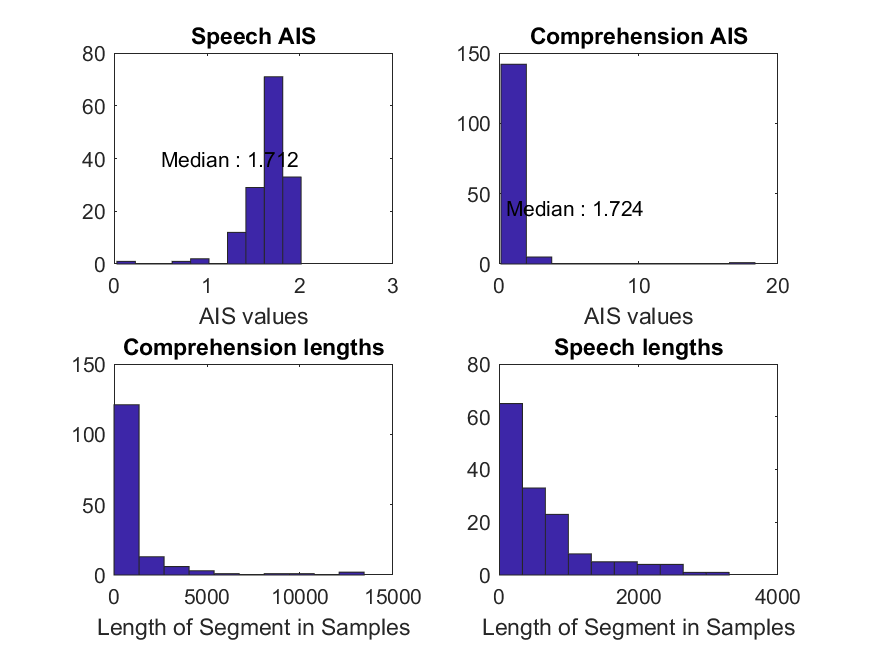 Speech AIS
80
60
40
20
0
Median : 1.712
0 1 2 3
AIS values
Comprehension AIS
150
100
50
0
Median : 1.724
0 10 20
AIS values
Comprehension lengths
150
100
50
0
0 5000 10000 15000
Length of Segment in Samples
Speech lengths
80
60
40
20
0
0 2000 4000
Length of Segment in Samples